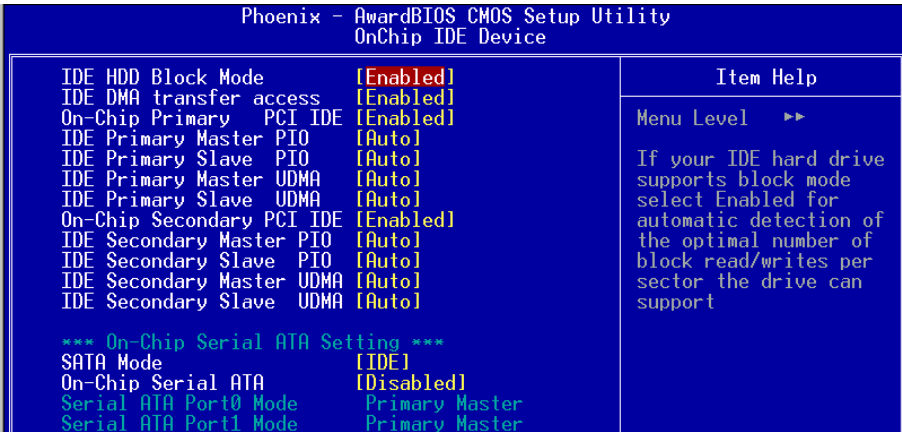 Phoenix - AwardBIOS CMOS Setup Utility
OnChip IDE Device
IDE HDD Block Mode [Enabled]
IDE DMA transfer access [Enabled]
On-Chip Primary PCI IDE [Enabled]
IDE Primary Master PIO [Auto]
IDE Primary Slave PIO [Auto]
IDE Primary Master UDMA [Auto]
IDE Primary Slave UDMA [Auto]
On-Chip Secondary PCI IDE [Enabled]
IDE Secondary Master PIO [Auto]
IDE Secondary Slave PIO [Auto]
IDE Secondary Master UDMA [Auto]
IDE Secondary Slave UDMA [Auto]
*** On-Chip Serial ATA Setting ***
SATA Mode [IDE]
On-Chip Serial ATA [Disabled]
Serial ATA Port0 Mode Primary Master
Serial ATA Port1 Mode Primary Master
Item Help
Menu Level ►►
If your IDE hard drive
supports block mode
select Enabled for
automatic detection of
the optimal number of
block read/writes per
sector the drive can
support